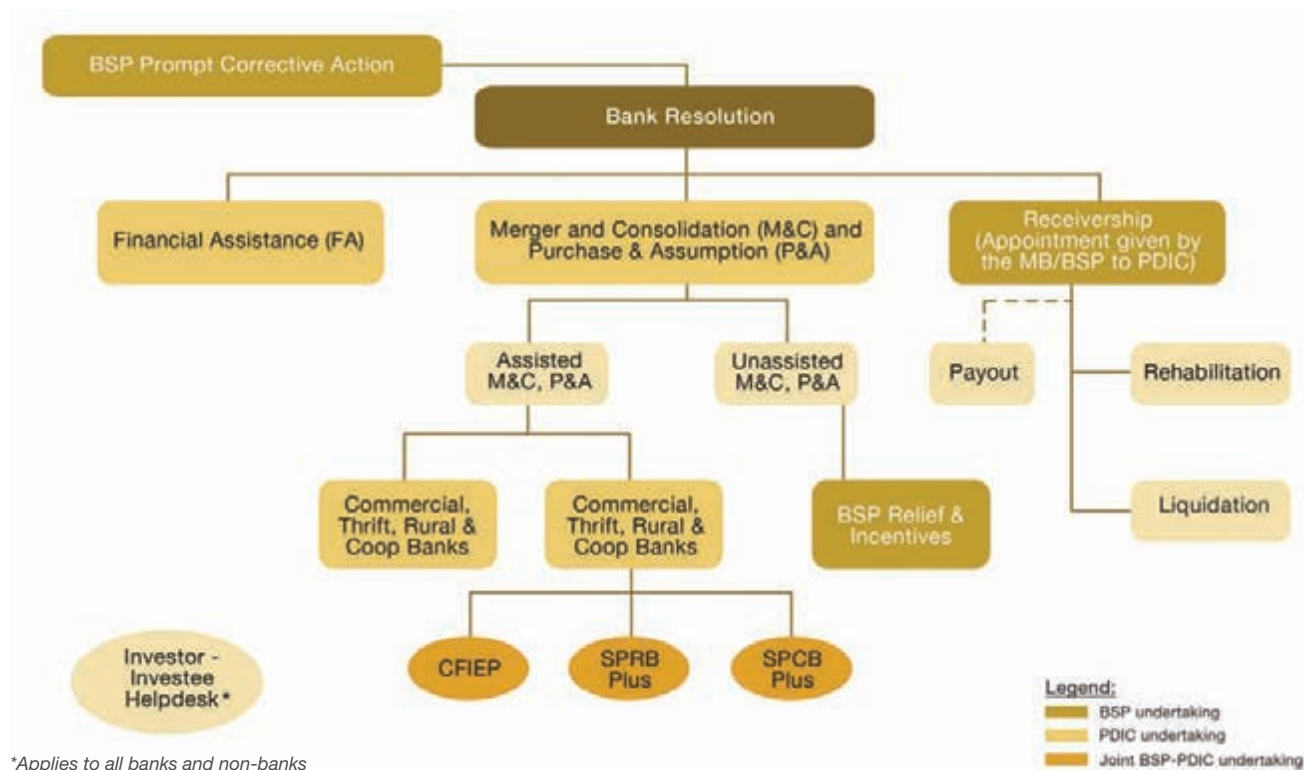 BSP Prompt Corrective Action
Bank Resolution
Financial Assistance (FA)
Merger and Consolidation (M&C) and
Purchase & Assumption (P&A)
Receivership
(Appointment given by
the MB/BSP to PDIC)
Assisted
M&C, P&A
Unassisted
M&C, P&A
Payout
Rehabilitation
Commercial,
Thrift, Rural &
Coop Banks
Commercial,
Thrift, Rural &
Coop Banks
BSP Relief &
Incentives
Liquidation
Investor -
Investee
Helpdesk*
CFIEP
SPRB
Plus
SPCB
Plus
Legend:
BSP undertaking
PDIC undertaking
Joint BSP-PDIC undertaking
*Applies to all banks and non-banks